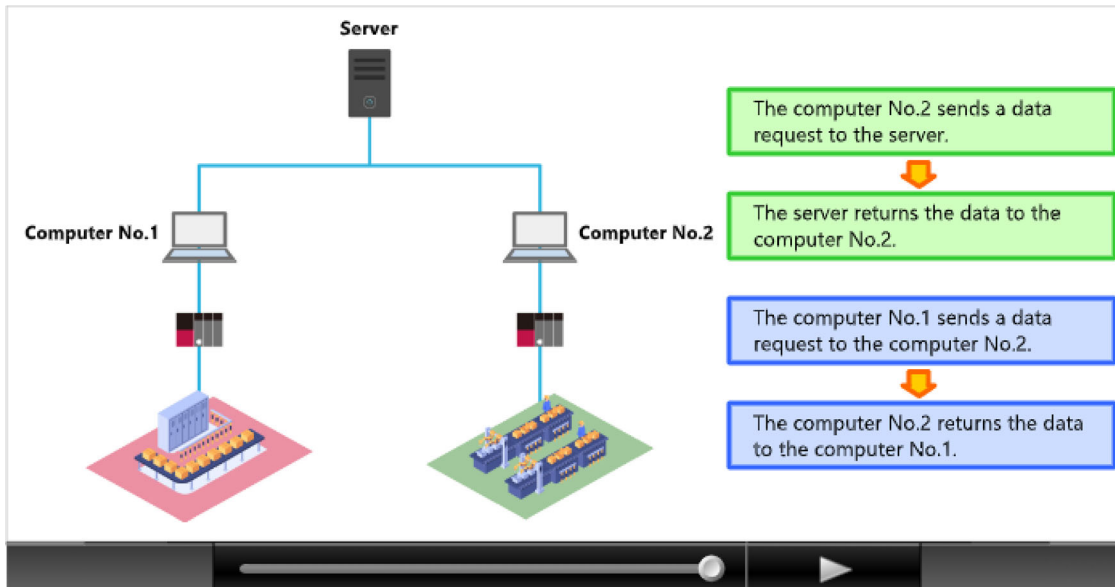 Server
Computer No.1
Computer No.2
The computer No.2 sends a data
request to the server.
The server returns the data to the
computer No.2.
The computer No.1 sends a data
request to the computer No.2.
The computer No.2 returns the data
to the computer No.1.